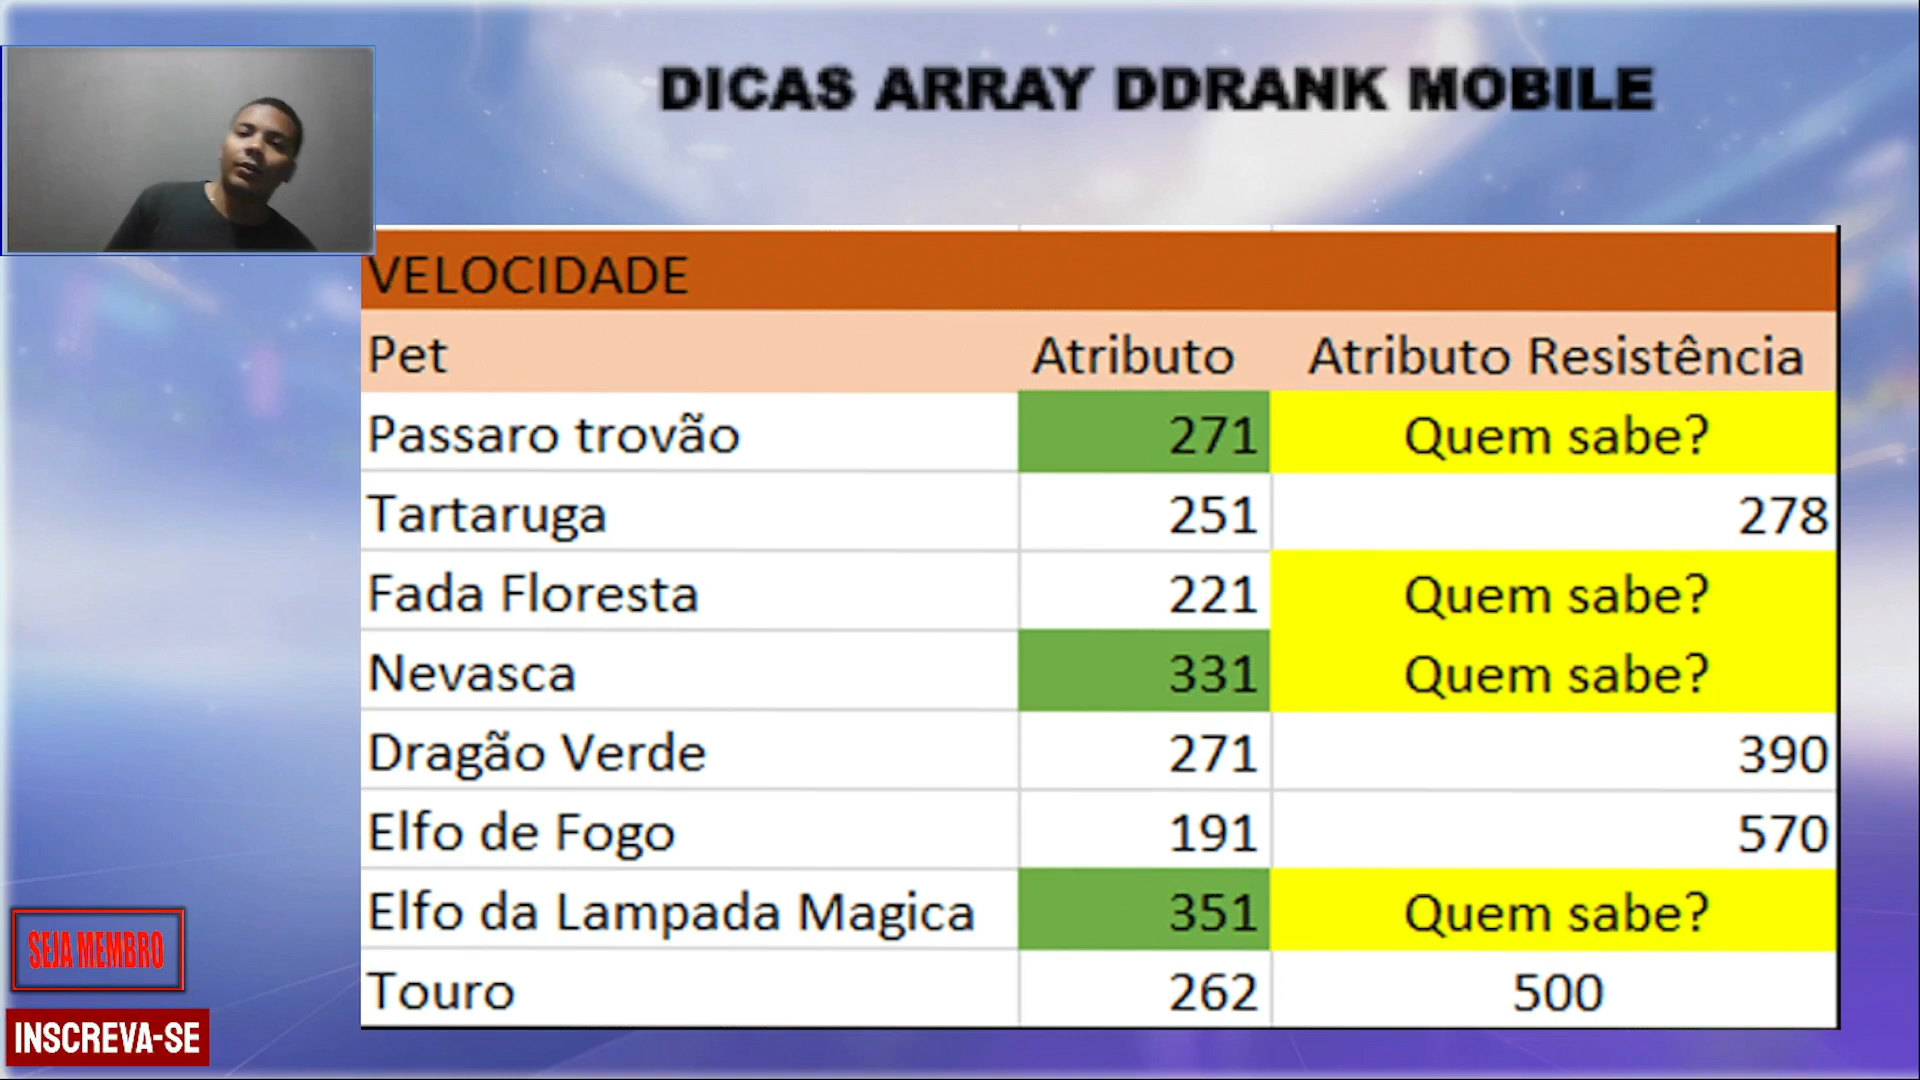 DICAS ARRAY DDRANK MOBILE
VELOCIDADE
Pet Atributo Atributo Resistência
Passaro trovão 271 Quem sabe?
Tartaruga 251 278
Fada Floresta 221 Quem sabe?
Nevasca 331 Quem sabe?
Dragão Verde 271 390
Elfo de Fogo 191 570
Elfo da Lampada Magica 351 Quem sabe?
Touro 262 500
SEJA MEMBRO
INSCREVA-SE